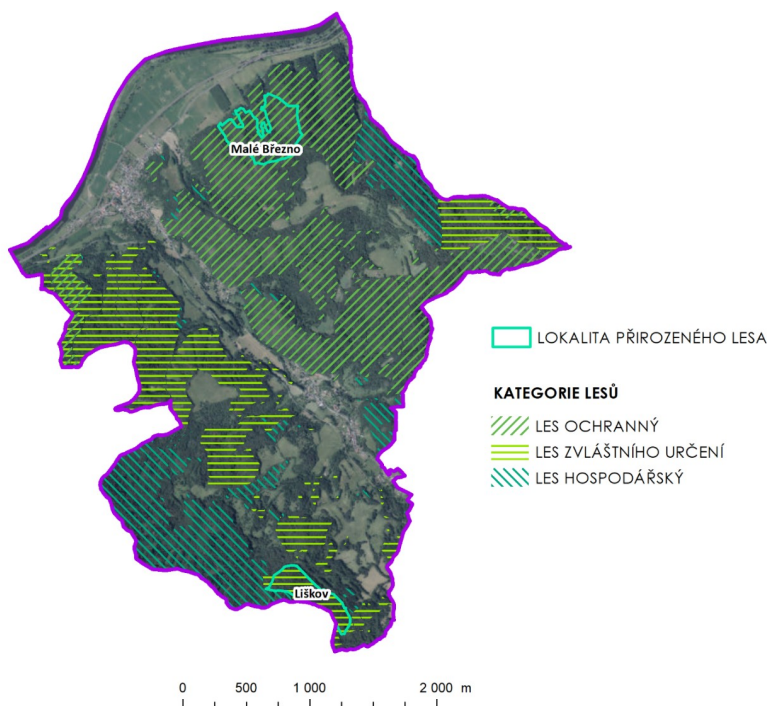 Malé Březno
LOKALITA PŘIROZENÉHO LESA
KATEGORIE LESŮ
LES OCHRANNÝ
LES ZVLÁŠTNÍHO URČENÍ
LES HOSPODÁŘSKÝ
Liškov
0 500 1 000 2 000 m